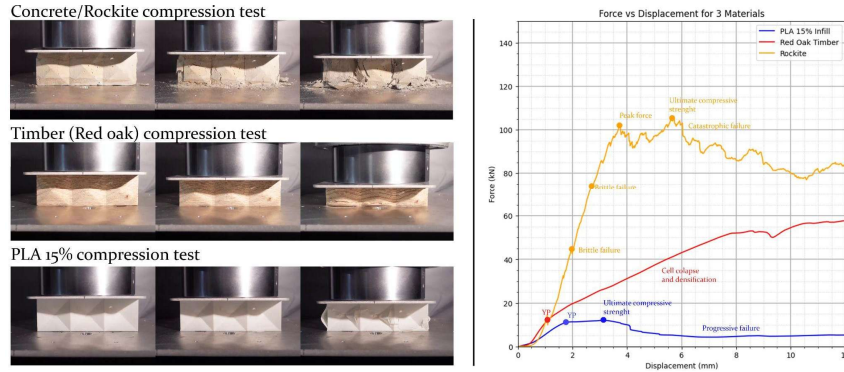 Concrete/Rockite compression test
Timber (Red oak) compression test
PLA 15% compression test
Force vs Displacement for 3 Materials
PLA 15% Infill
Red Oak Timber
Rockite
Force (kN)
120
100
80
60
40
20
0
Peak force
Ultimate compressive
strenght
Catastrophic failure
Brittle failure
Brittle failure
Cell colapse
and densification
YP
YP
Ultimate compressive
strenght
Progressive failure
0
2
4
6
8
10
Displacement (mm)